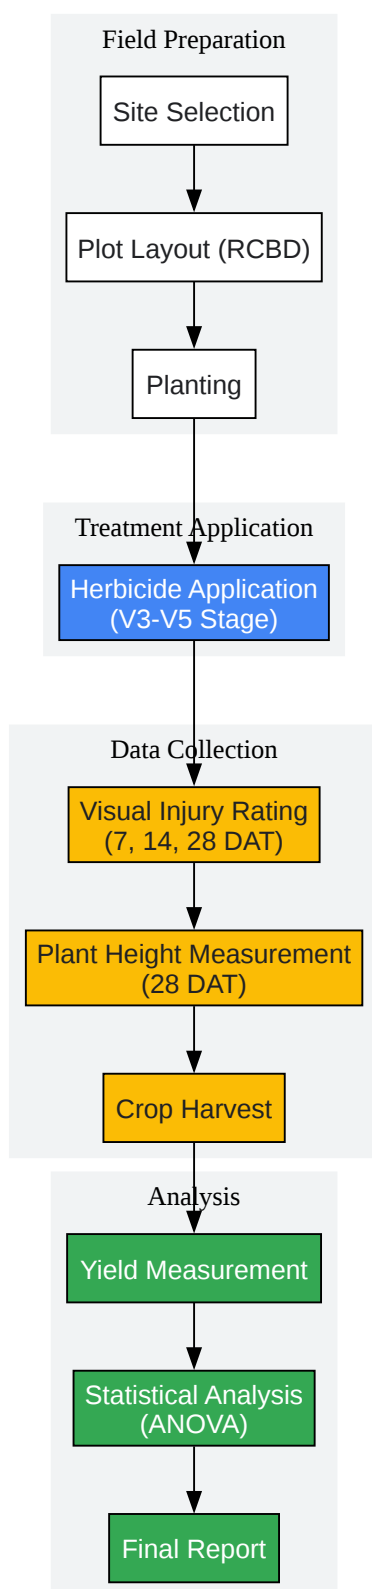 Field Preparation
Site Selection
Plot Layout (RCBD)
Planting
Treatment Application
Herbicide Application
(V3-V5 Stage)
Data Collection
Visual Injury Rating
(7, 14, 28 DAT)
Plant Height Measurement
(28 DAT)
Crop Harvest
Analysis
Yield Measurement
Statistical Analysis
(ANOVA)
Final Report